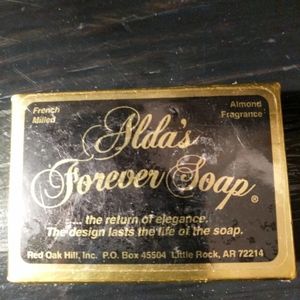 French Almond
Milled Fragrance
Alda's
Forever Soap®
.... the return of elegance.
The design lasts the life of the soap.
Red Oak Hill, Inc. P.O. Box 45504 Little Rock, AR 72214